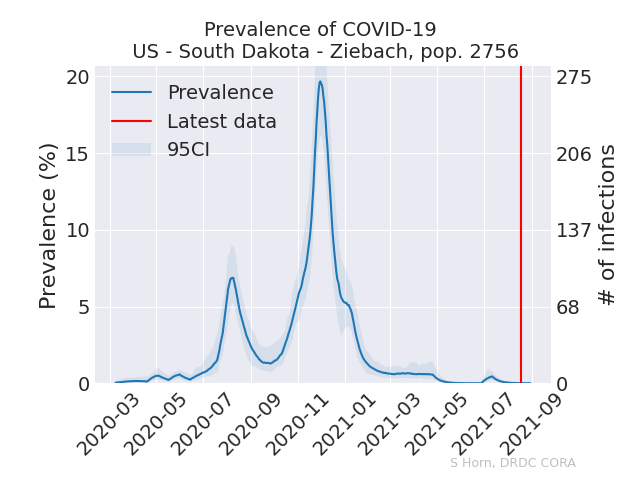 Prevalence of COVID-19
US - South Dakota - Ziebach, pop. 2756
Prevalence
Latest data
95CI
Prevalence (%)
20
15
10
5
0
275
206
137
68
0
# of infections
2020-03
2020-05
2020-07
2020-09
2020-11
2021-01
2021-03
2021-05
2021-07
2021-09
S Horn, DRDC CORA